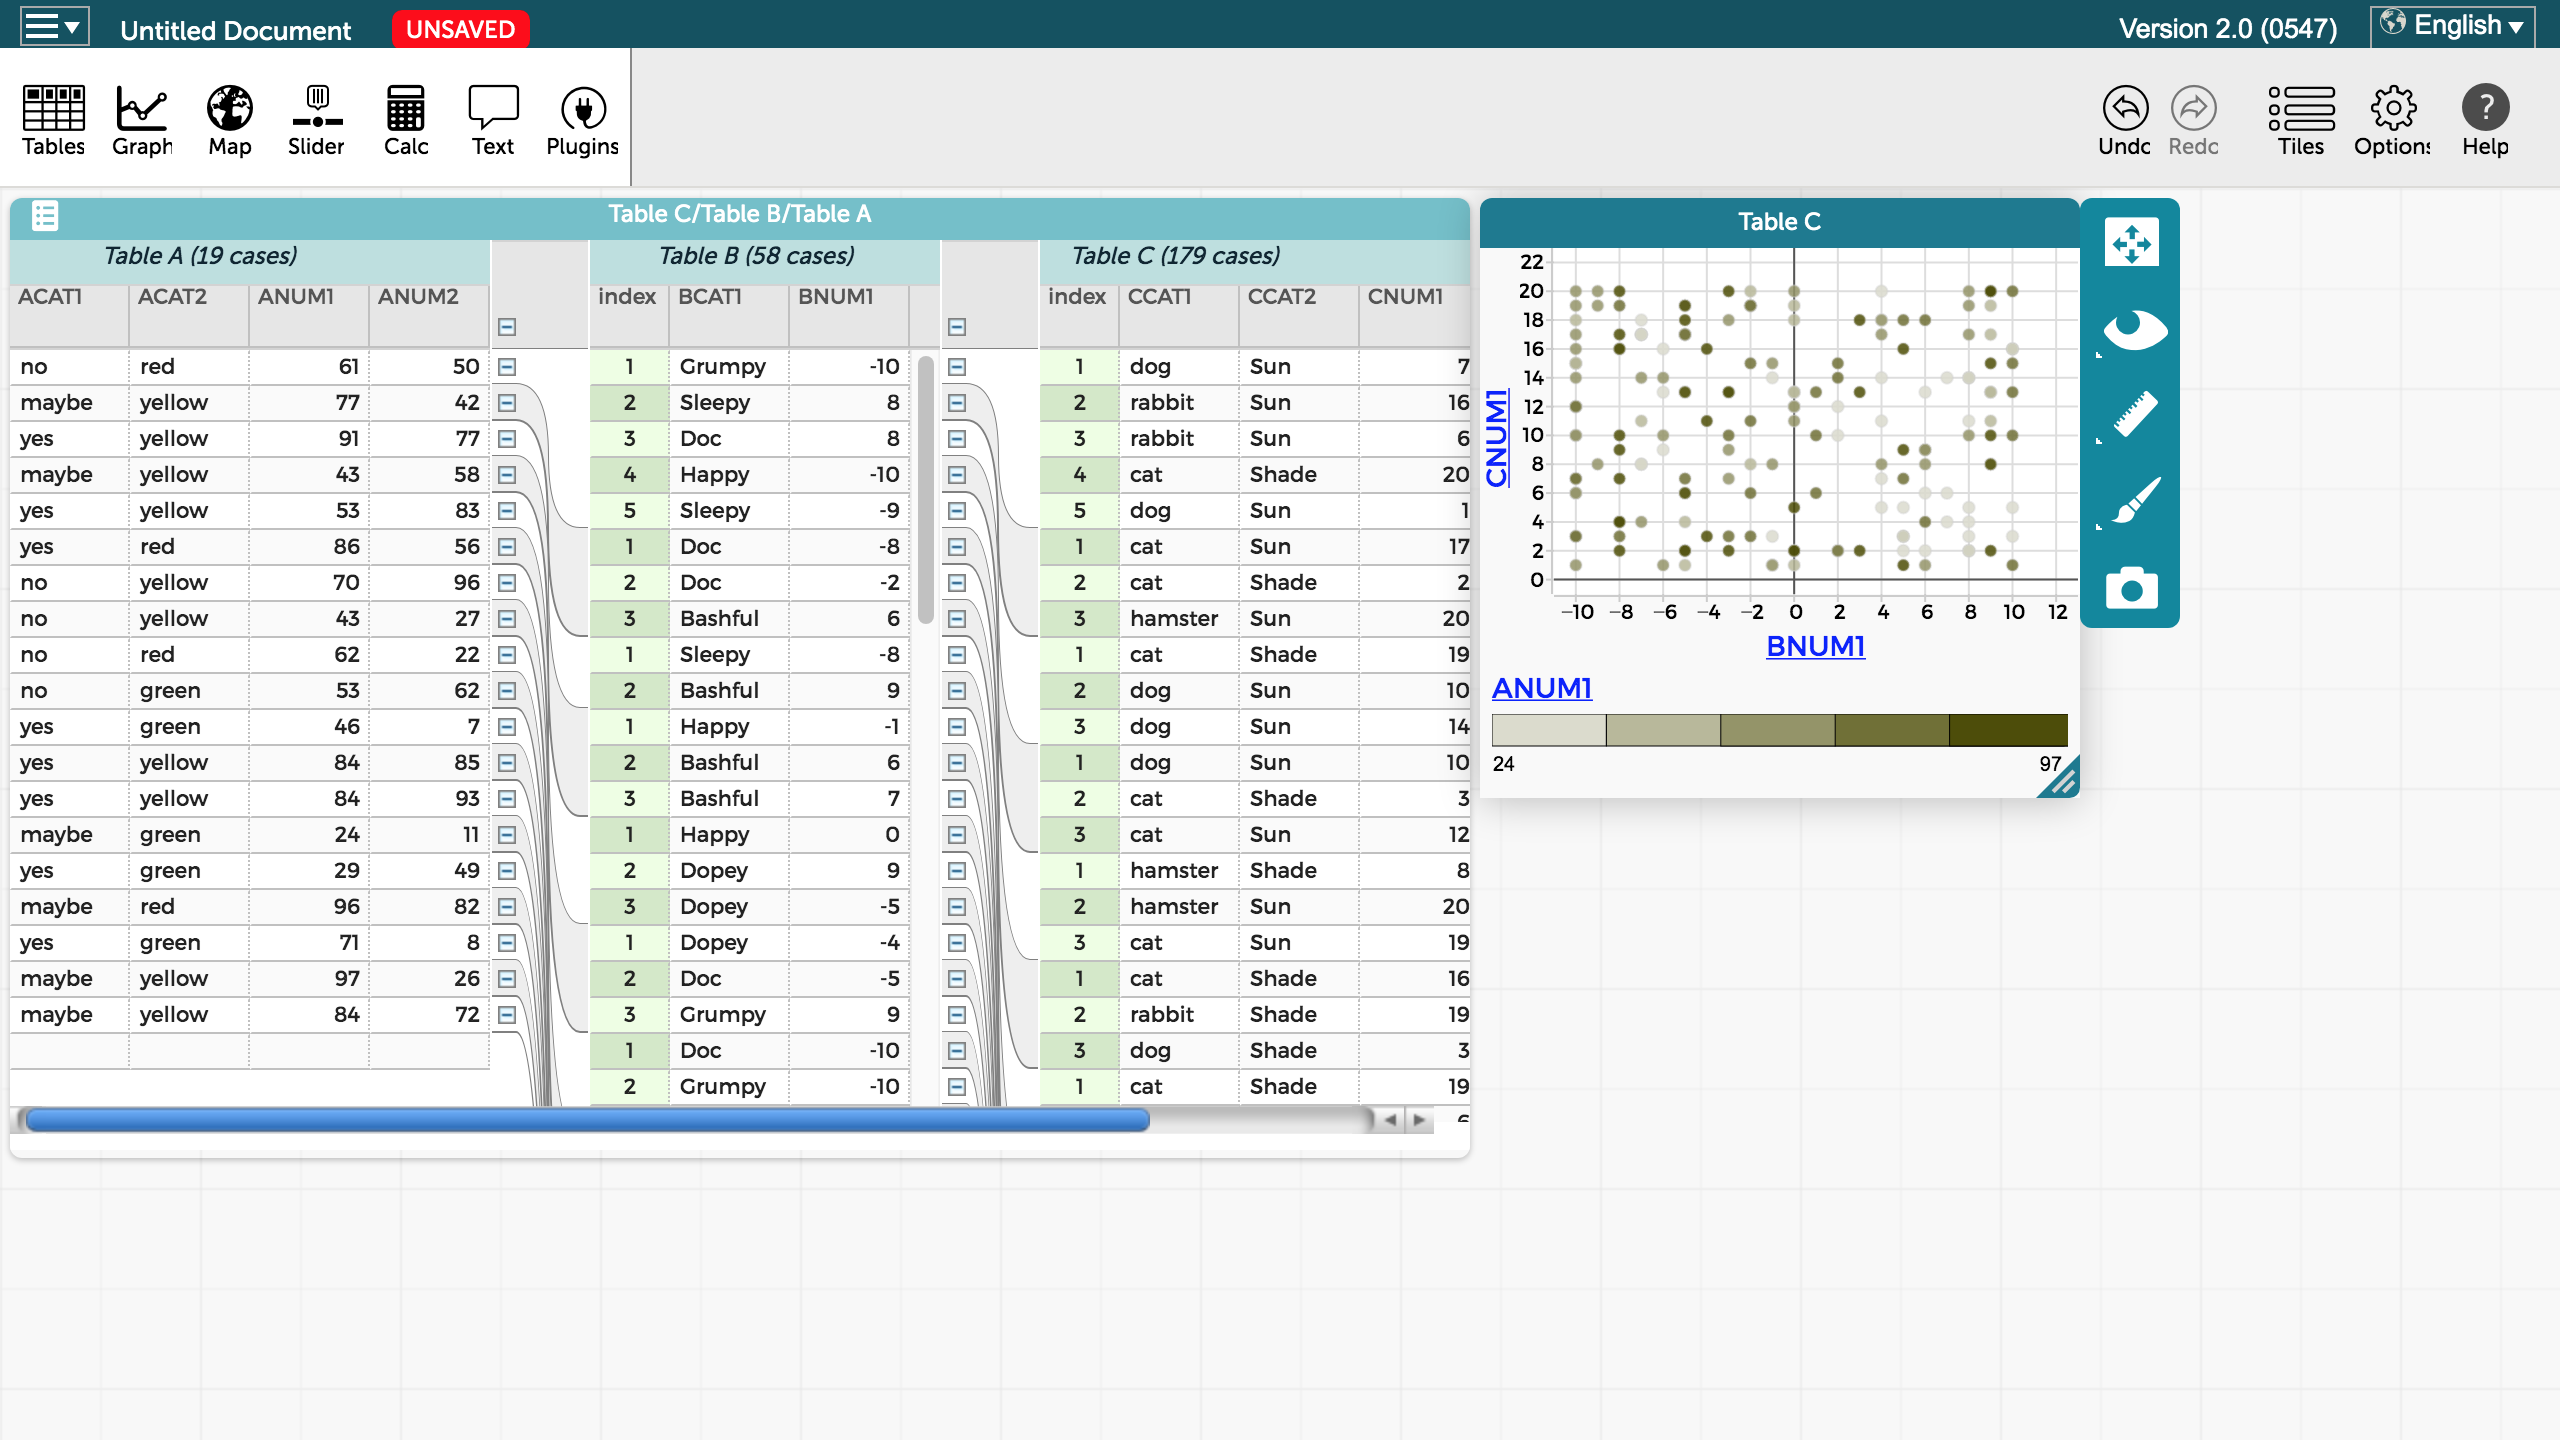 Untitled Document UNSAVED Version 2.0 (0547) English
Tables Graph Map Slider Calc Text Plugins Undo Redo Tiles Options Help
Table C/Table B/Table A
Table A (19 cases) Table B (58 cases) Table C (179 cases)
ACAT1 ACAT2 ANUM1 ANUM2 index BCAT1 BNUM1 index CCAT1 CCAT2 CNUM1
no red 61 50 1 Grumpy -10 1 dog Sun 7
maybe yellow 77 42 2 Sleepy 8 2 rabbit Sun 16
yes yellow 91 77 3 Doc 8 3 rabbit Sun 6
maybe yellow 43 58 4 Happy -10 4 cat Shade 20
yes yellow 53 83 5 Sleepy -9 5 dog Sun 1
yes red 86 56 1 Doc -8 1 cat Sun 17
no yellow 70 96 2 Doc -2 2 cat Shade 2
no yellow 43 27 3 Bashful 6 3 hamster Sun 20
no red 62 22 1 Sleepy -8 1 cat Shade 19
no green 53 62 2 Bashful 9 2 dog Sun 10
yes green 46 7 1 Happy -1 3 dog Sun 14
yes yellow 84 85 2 Bashful 6 1 dog Sun 10
yes yellow 84 93 3 Bashful 7 2 cat Shade 3
maybe green 24 11 1 Happy 0 3 cat Sun 12
yes green 29 49 2 Dopey 9 1 hamster Shade 8
maybe red 96 82 3 Dopey -5 2 hamster Sun 20
yes green 71 8 1 Dopey -4 3 cat Sun 19
maybe yellow 97 26 2 Doc -5 1 cat Shade 16
maybe yellow 84 72 3 Grumpy 9 2 rabbit Shade 19
1 Doc -10 3 dog Shade 3
2 Grumpy -10 1 cat Shade 19
Table C
22
20
18
16
14
12
10
8
6
4
2
0
CNUM1
−10 −8 −6 −4 −2 0 2 4 6 8 10 12
BNUM1
ANUM1
24 97